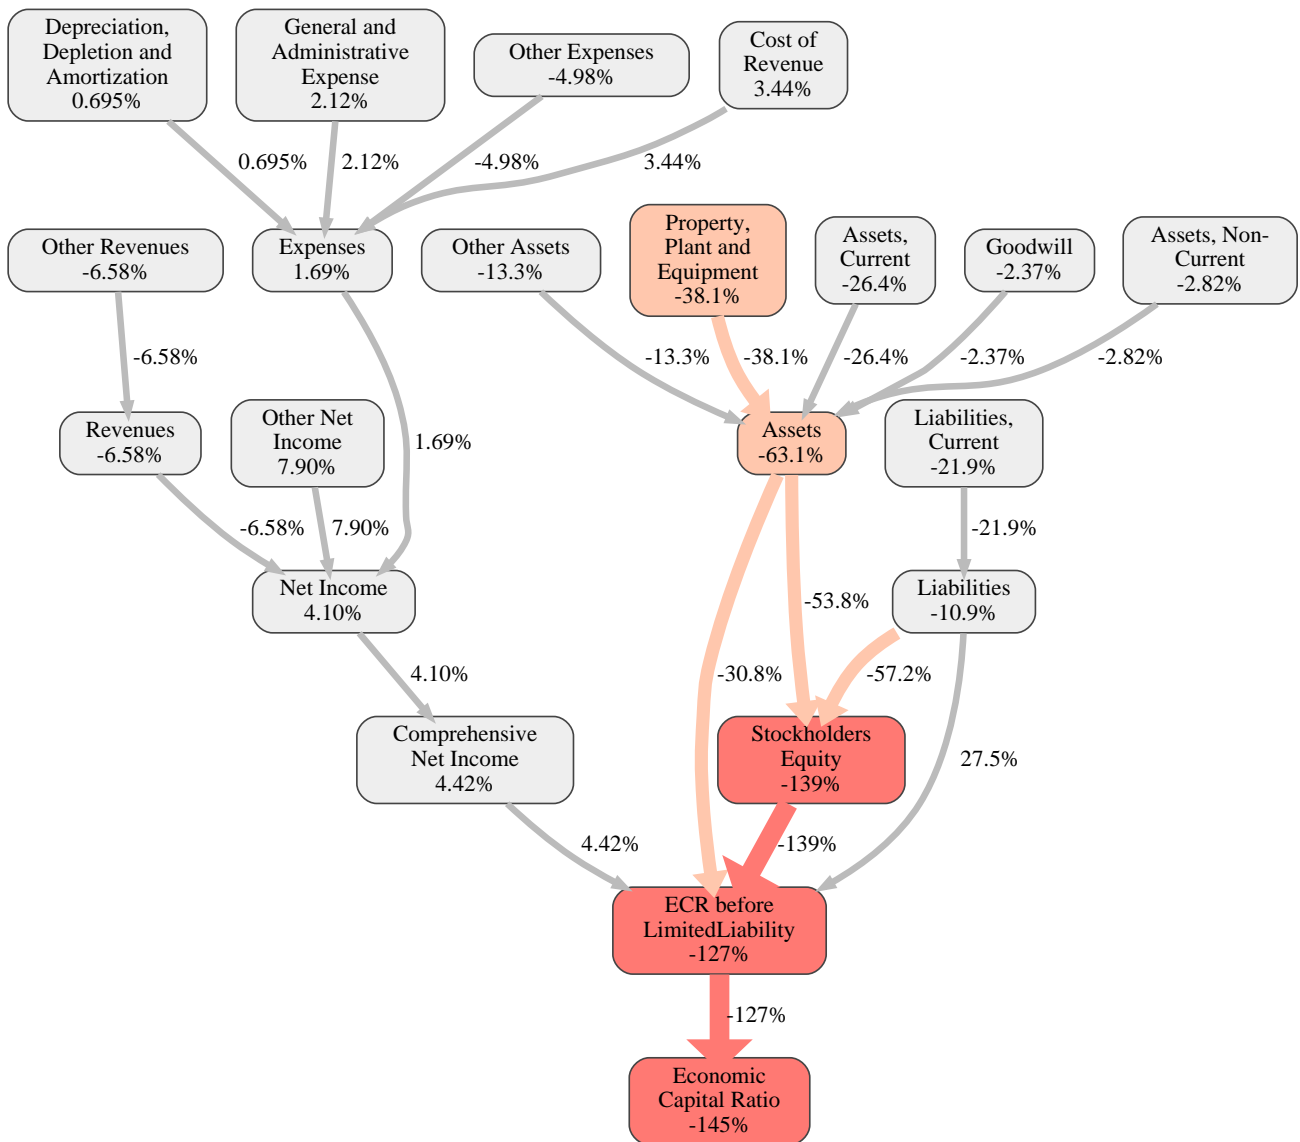 Depreciation,
Depletion and
Amortization
0.695%
General and
Administrative
Expense
2.12%
Other Expenses
-4.98%
Cost of
Revenue
3.44%
0.695%
2.12%
-4.98%
3.44%
Other Revenues
-6.58%
Expenses
1.69%
Other Assets
-13.3%
Property,
Plant and
Equipment
-38.1%
Assets,
Current
-26.4%
Goodwill
-2.37%
Assets, Non-
Current
-2.82%
-6.58%
-13.3%
-38.1%
-26.4%
-2.37%
-2.82%
Revenues
-6.58%
Other Net
Income
7.90%
1.69%
Assets
-63.1%
Liabilities,
Current
-21.9%
-6.58%
7.90%
-21.9%
Net Income
4.10%
-53.8%
Liabilities
-10.9%
4.10%
-30.8%
-57.2%
Comprehensive
Net Income
4.42%
Stockholders
Equity
-139%
27.5%
4.42%
-139%
ECR before
LimitedLiability
-127%
-127%
Economic
Capital Ratio
-145%